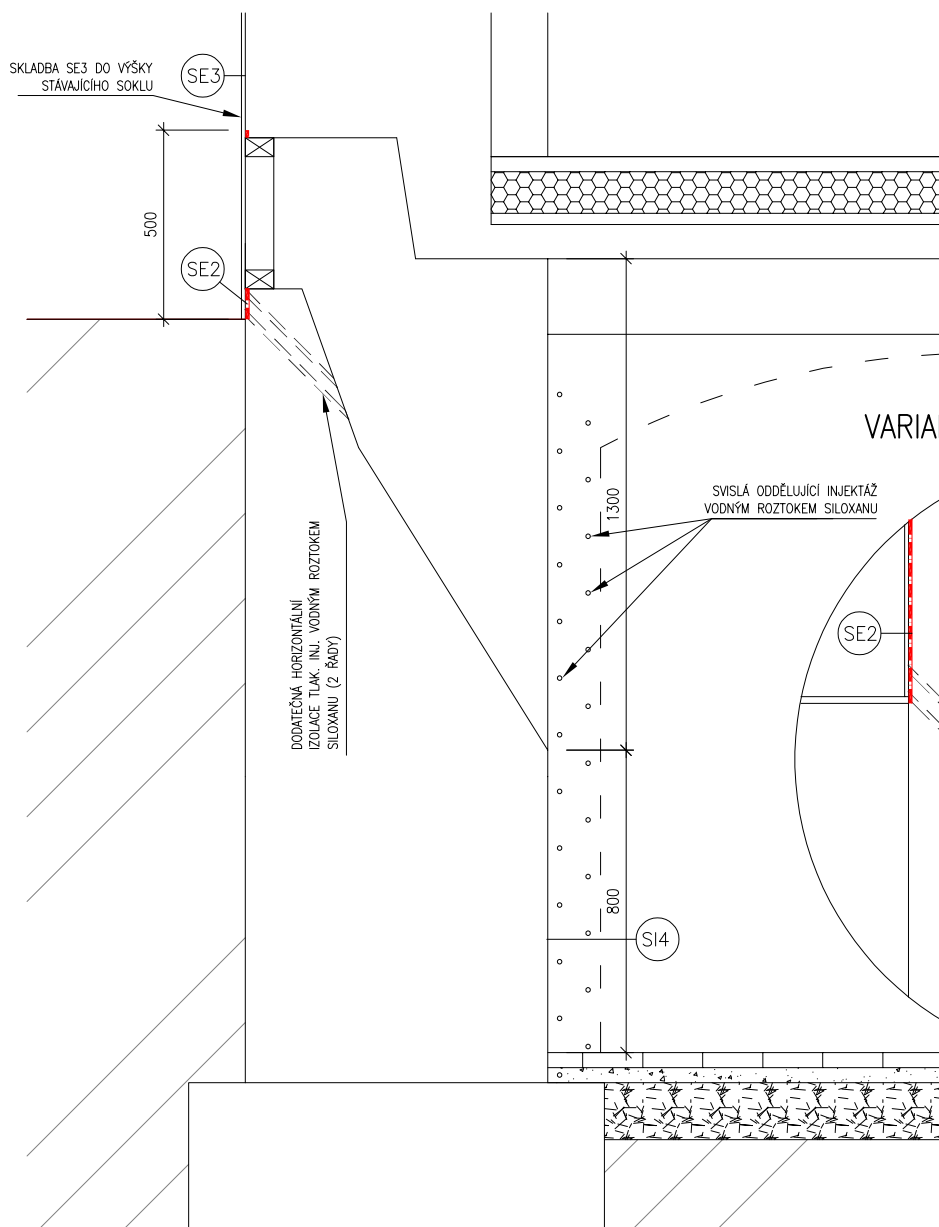 SKLADBA SE3 DO VÝŠKY
STÁVAJÍCÍHO SOKLU
SE3
500
SE2
VARIA
SVISLÁ ODDĚLUJÍCÍ INJEKTÁŽ
VODNÝM ROZTOKEM SILOXANU
1300
DODATEČNÁ HORIZONTÁLNÍ
IZOLACE TLAK. INJ. VODNÝM ROZTOKEM
SILOXANU (2 ŘADY)
SE2
800
SI4